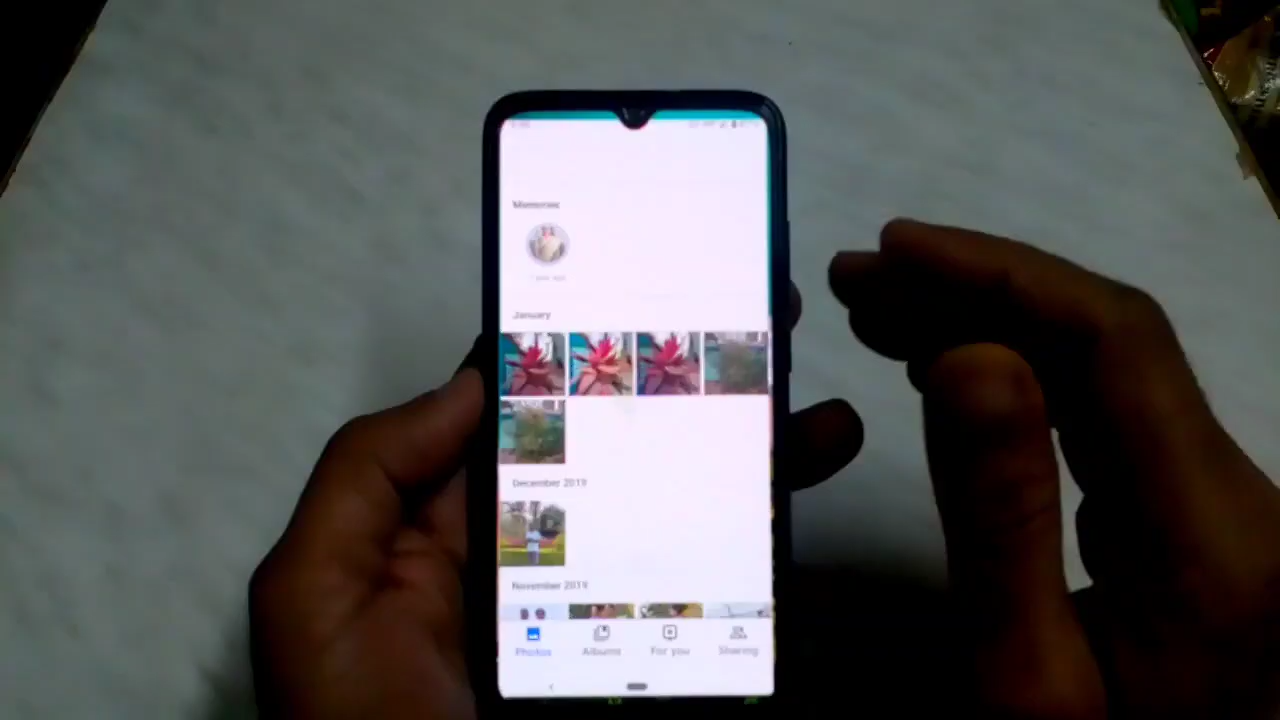 Memories
January
December 2019
November 2019
Photos
Albums
For you
Sharing